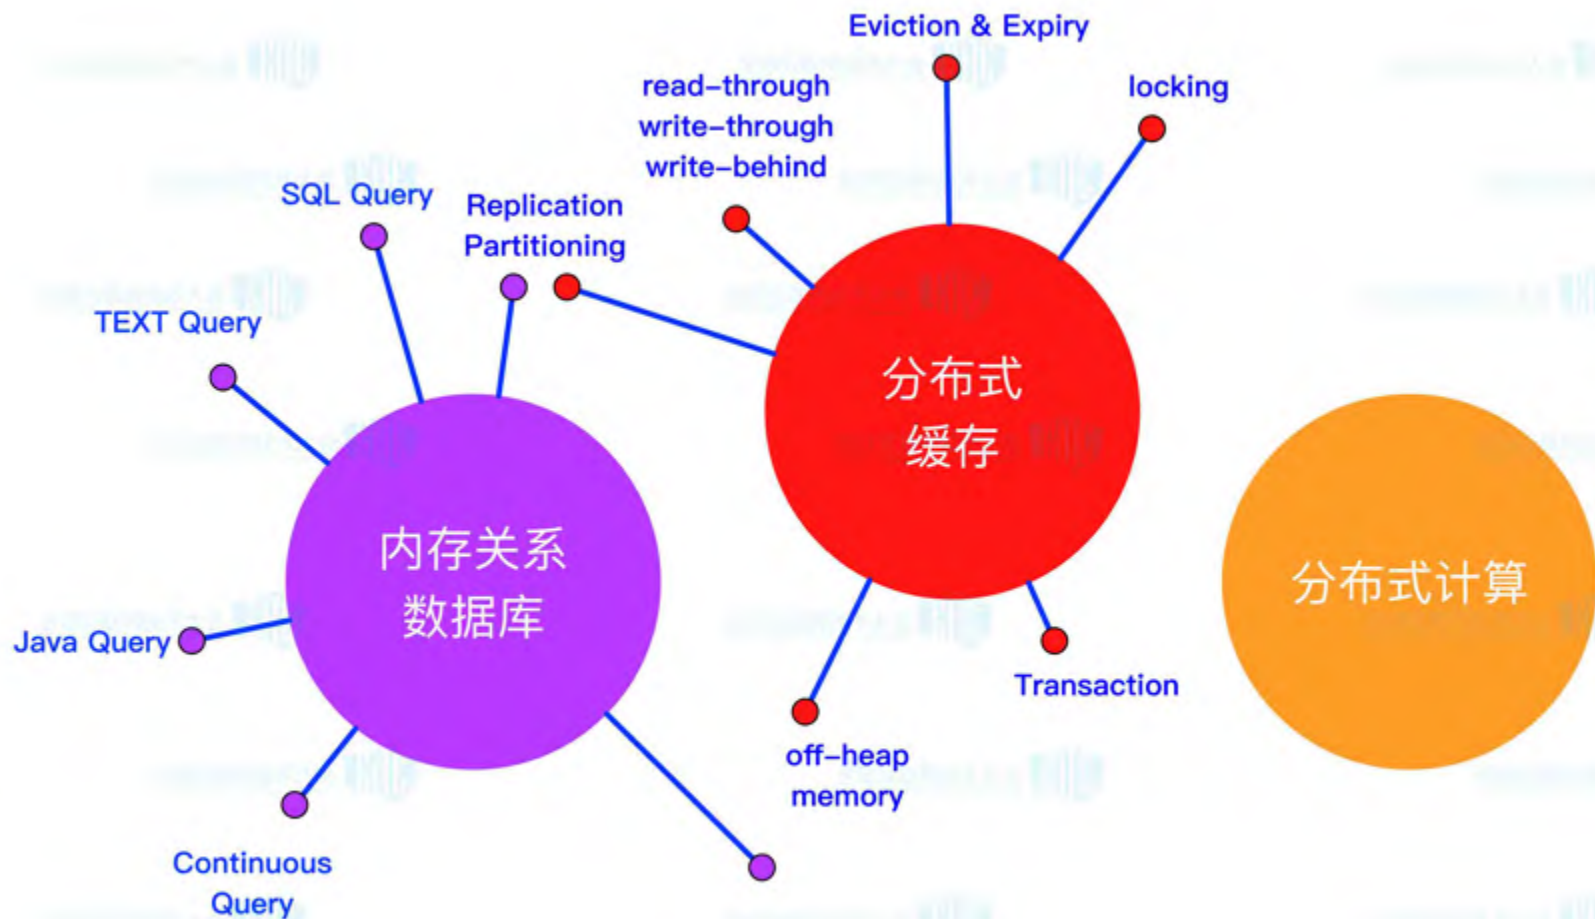 Eviction & Expiry
read-through
write-through
write-behind
locking
SQL Query
Replication
Partitioning
TEXT Query
分布式
缓存
内存关系
数据库
分布式计算
Java Query
Transaction
off-heap
memory
Continuous
Query